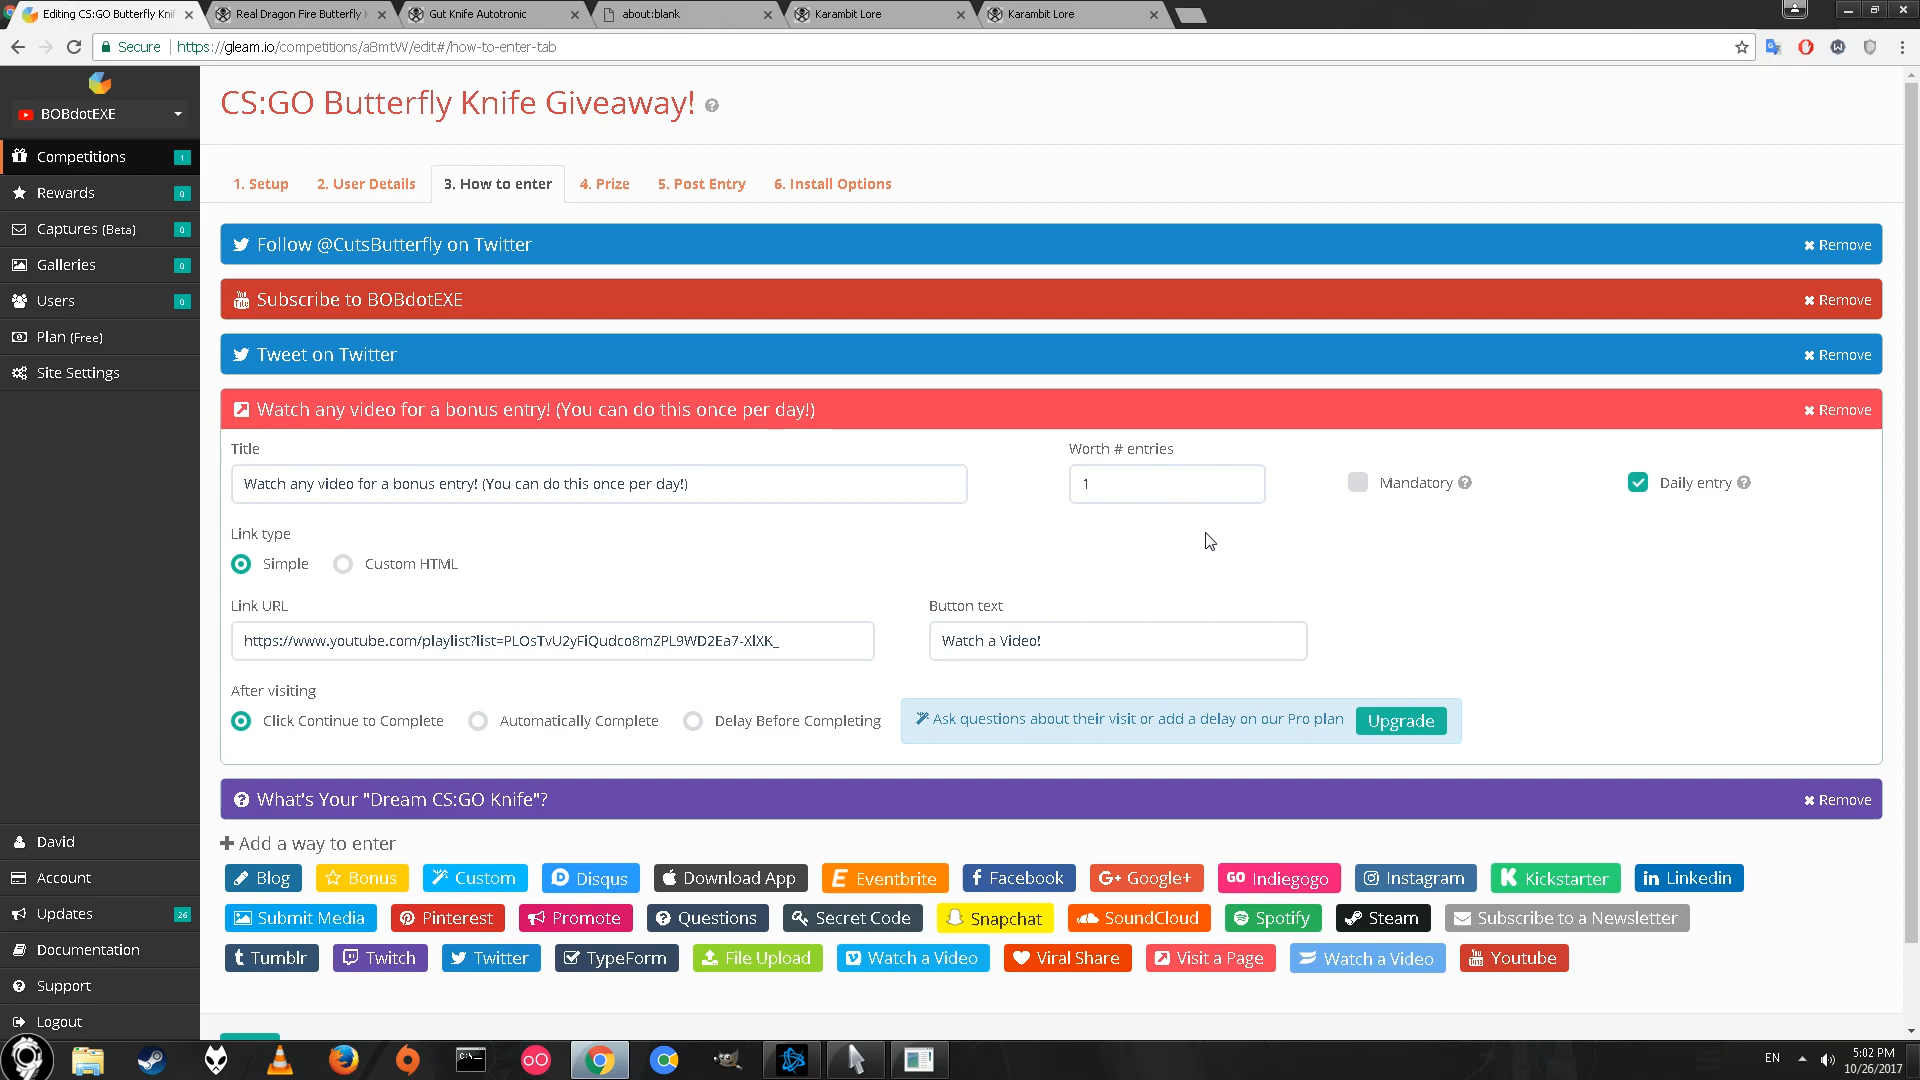 Editing CS:GO Butterfly Knif
Real Dragon Fire Butterfly K
Gut Knife Autotronic
about:blank
Karambit Lore
Karambit Lore
Secure
https://gleam.io/competitions/a8mtW/edit#/how-to-enter-tab
BOBdotEXE
CS:GO Butterfly Knife Giveaway!
Competitions 1
Rewards 0
Captures (Beta) 0
Galleries 0
Users 0
Plan (Free)
Site Settings
1. Setup
2. User Details
3. How to enter
4. Prize
5. Post Entry
6. Install Options
Follow @CutsButterfly on Twitter
Remove
Subscribe to BOBdotEXE
Remove
Tweet on Twitter
Remove
Watch any video for a bonus entry! (You can do this once per day!)
Remove
Title
Worth # entries
Watch any video for a bonus entry! (You can do this once per day!)
1
Mandatory
Daily entry
Link type
Simple
Custom HTML
Link URL
Button text
https://www.youtube.com/playlist?list=PLOsTvU2yFiQudco8mZPL9WD2Ea7-XlXK_
Watch a Video!
After visiting
Click Continue to Complete
Automatically Complete
Delay Before Completing
Ask questions about their visit or add a delay on our Pro plan
Upgrade
What's Your "Dream CS:GO Knife"?
Remove
Add a way to enter
Blog
Bonus
Custom
Disqus
Download App
Eventbrite
Facebook
G+ Google+
GO Indiegogo
Instagram
Kickstarter
in Linkedin
Submit Media
Pinterest
Promote
Questions
Secret Code
Snapchat
SoundCloud
Spotify
Steam
Subscribe to a Newsletter
Tumblr
Twitch
Twitter
TypeForm
File Upload
Watch a Video
Viral Share
Visit a Page
Watch a Video
Youtube
David
Account
Updates 26
Documentation
Support
Logout
EN
5:02 PM
10/26/2017